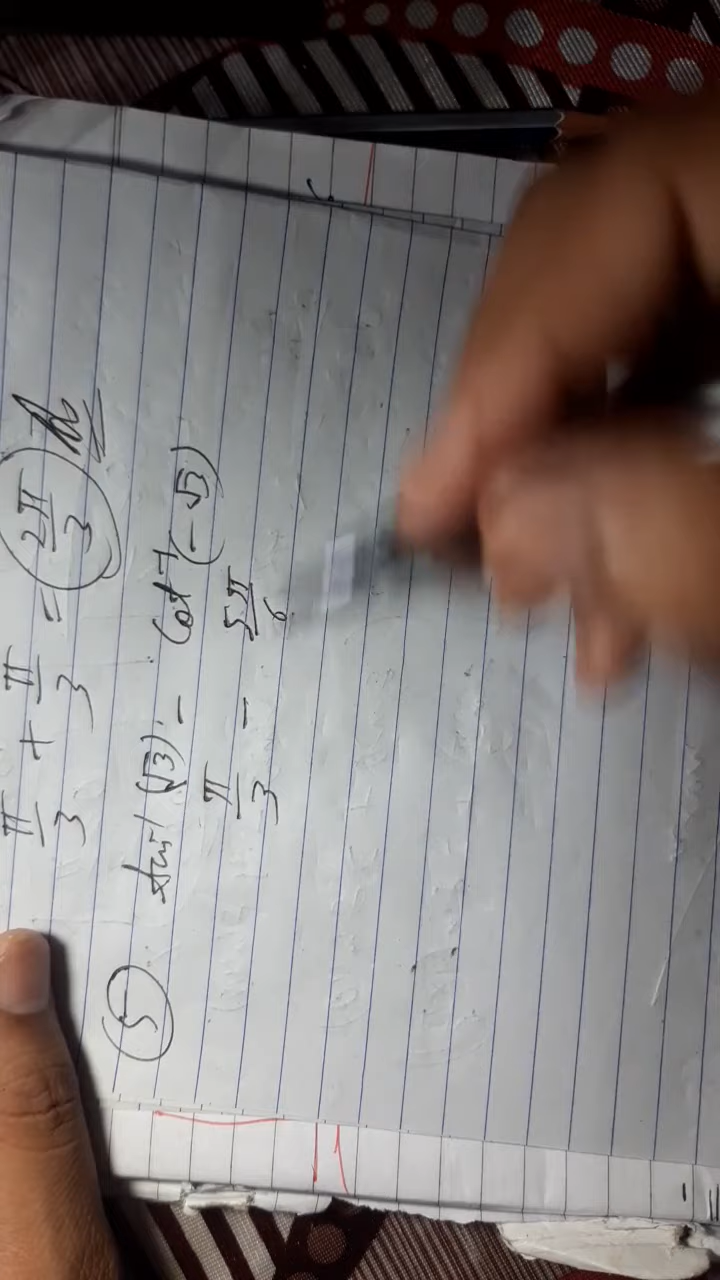 π/3 + π/3 = 2π/3
⑤ tan⁻¹(√3) - cot⁻¹(-√3)
π/3 - 5π/6